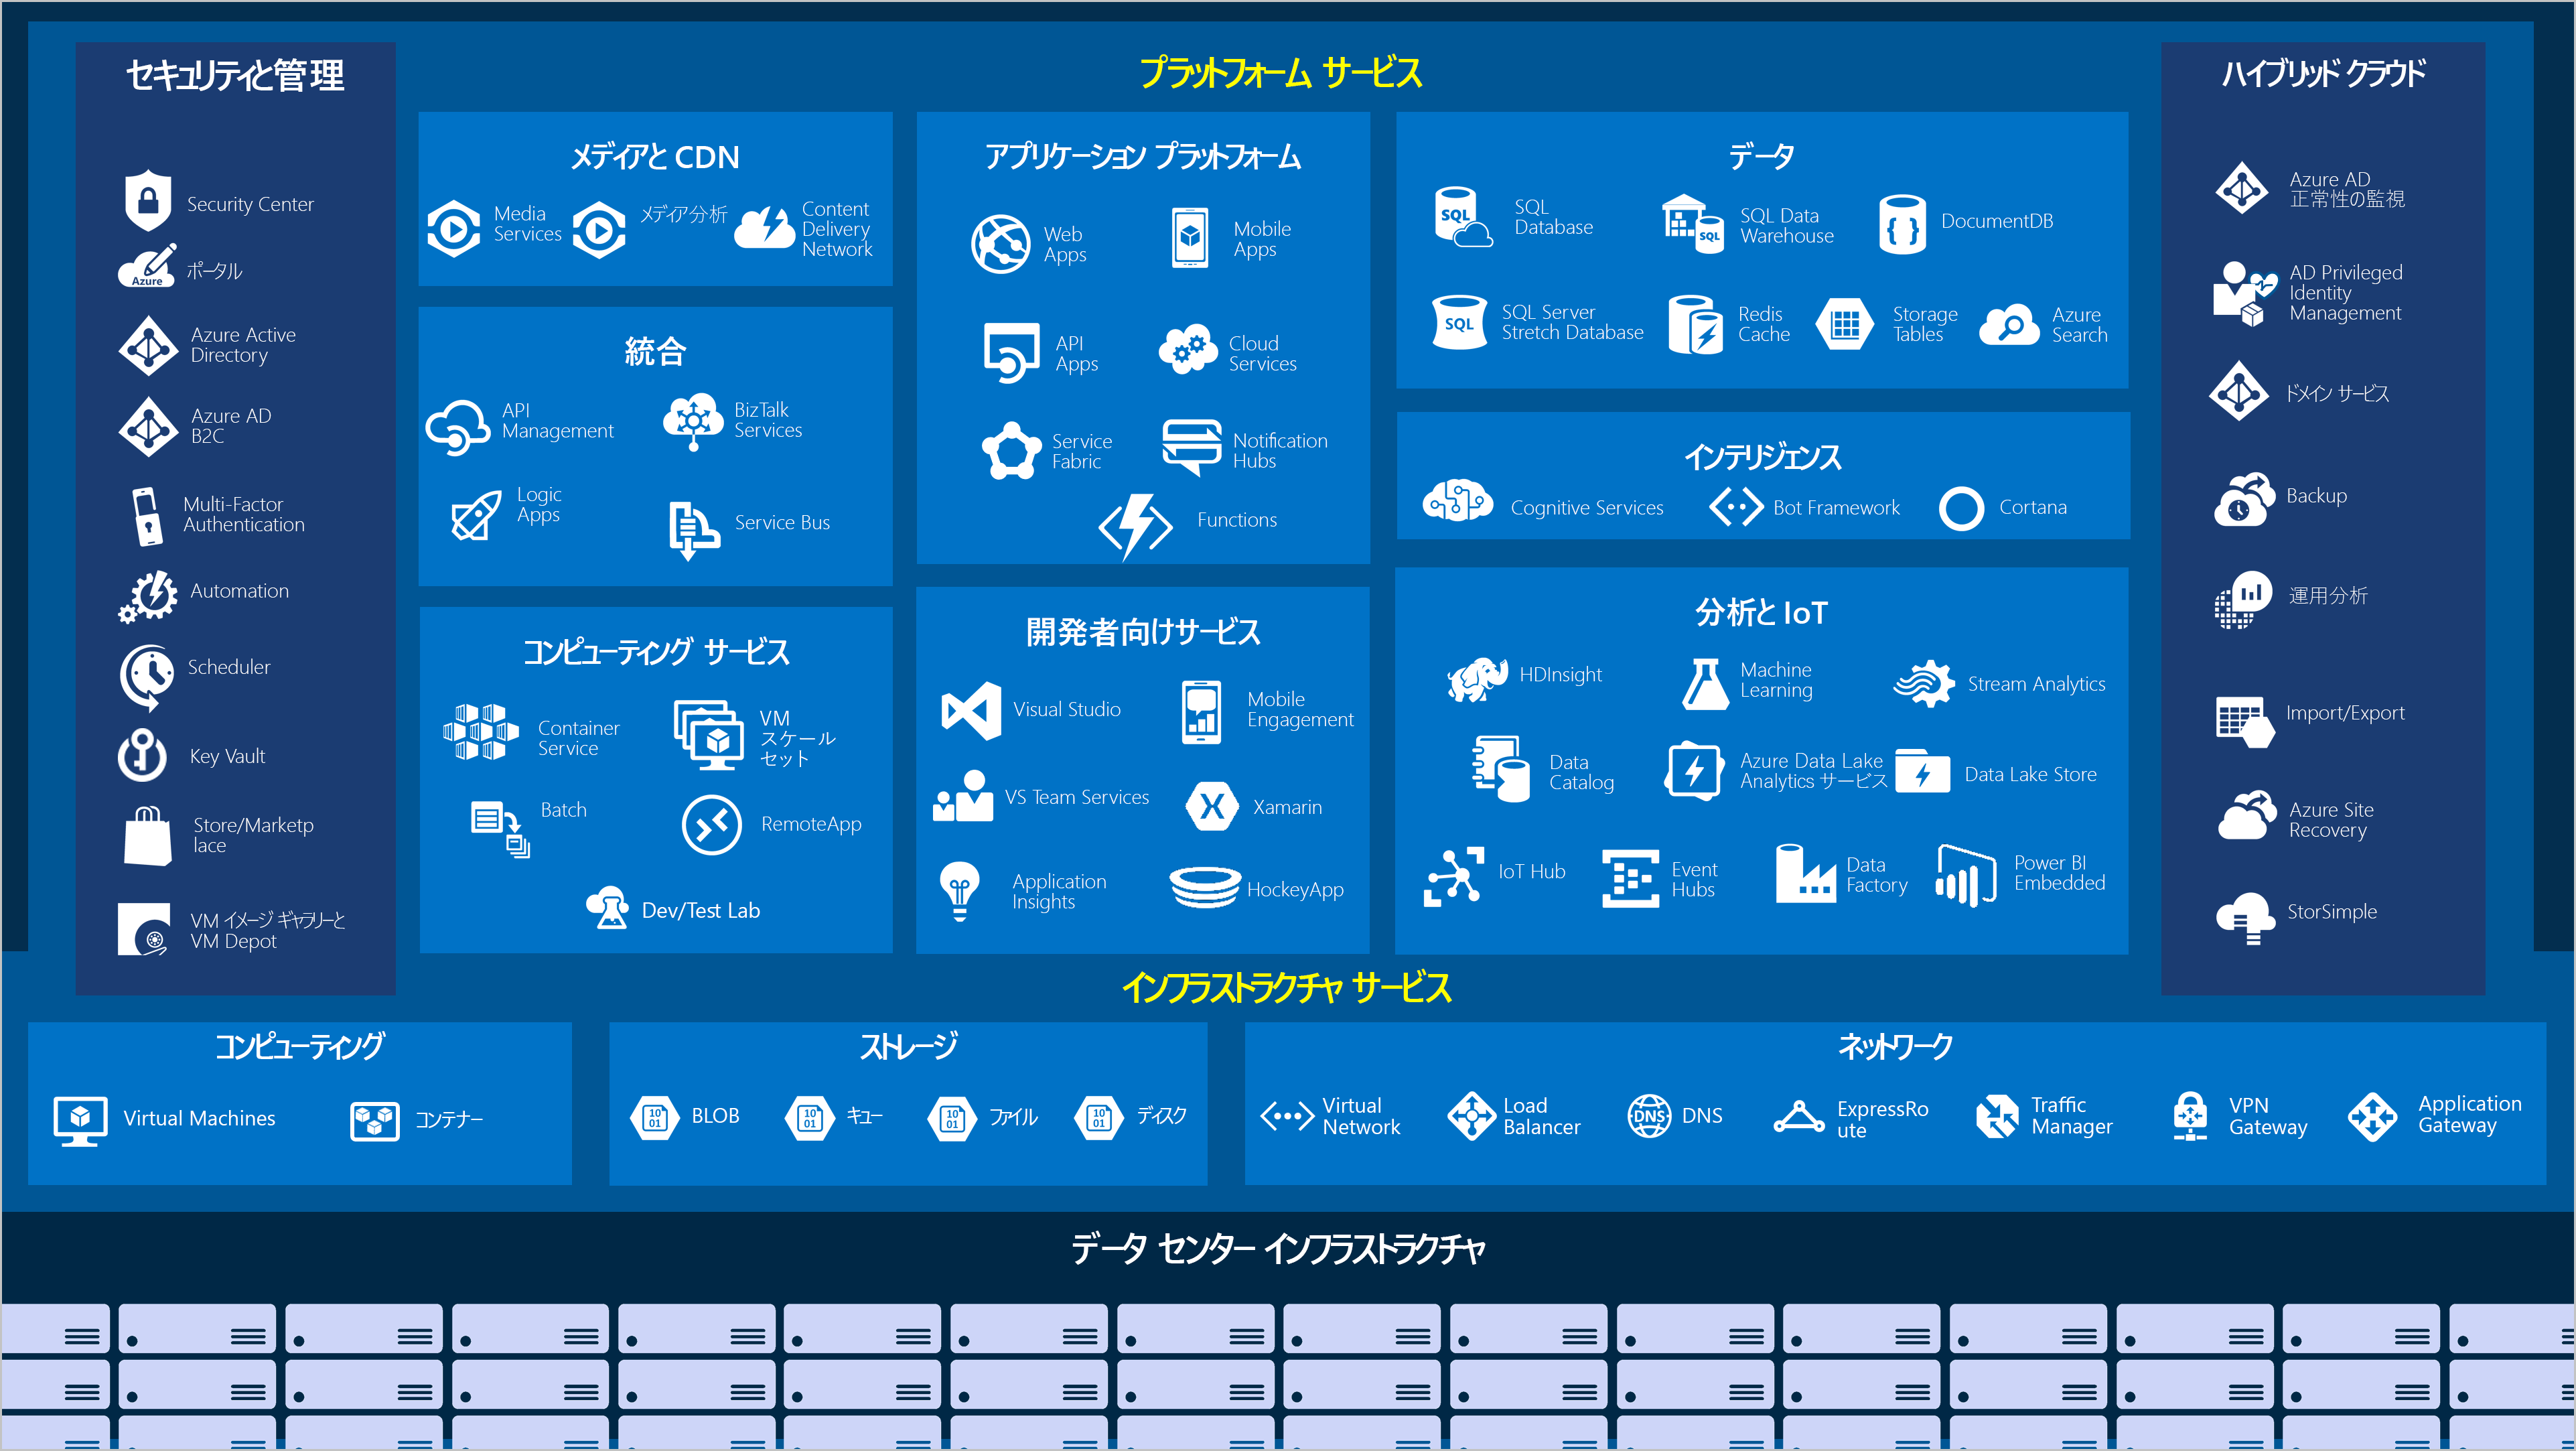 セキュリティと管理
Security Center
Azure
ポータル
Azure Active
Directory
Azure AD
B2C
Multi-Factor
Authentication
Automation
Scheduler
Key Vault
Store/Marketp
lace
VM イメージ ギャラリーと
VM Depot
プラットフォーム サービス
メディアと CDN
Media
Services
メディア分析
Content
Delivery
Network
統合
API
Management
BizTalk
Services
Logic
Apps
Service Bus
コンピューティング サービス
Container
Service
VM
スケール
セット
Batch
RemoteApp
Dev/Test Lab
アプリケーション プラットフォーム
Web
Apps
Mobile
Apps
API
Apps
Cloud
Services
Service
Fabric
Notification
Hubs
Functions
開発者向けサービス
Visual Studio
Mobile
Engagement
VS Team Services
Xamarin
Application
Insights
HockeyApp
データ
SQL
SQL
Database
SQL
SQL Data
Warehouse
DocumentDB
SQL
SQL Server
Stretch Database
Redis
Cache
Storage
Tables
Azure
Search
インテリジェンス
Cognitive Services
Bot Framework
Cortana
分析と IoT
HDInsight
Machine
Learning
Stream Analytics
Data
Catalog
Azure Data Lake
Analytics サービス
Data Lake Store
IoT Hub
Event
Hubs
Data
Factory
Power BI
Embedded
ハイブリッド クラウド
Azure AD
正常性の監視
AD Privileged
Identity
Management
ドメイン サービス
Backup
運用分析
Import/Export
Azure Site
Recovery
StorSimple
インフラストラクチャ サービス
コンピューティング
Virtual Machines
コンテナー
ストレージ
10
01
BLOB
10
01
キュー
10
01
ファイル
10
01
ディスク
ネットワーク
Virtual
Network
Load
Balancer
DNS
DNS
ExpressRo
ute
Traffic
Manager
VPN
Gateway
Application
Gateway
データ センター インフラストラクチャ